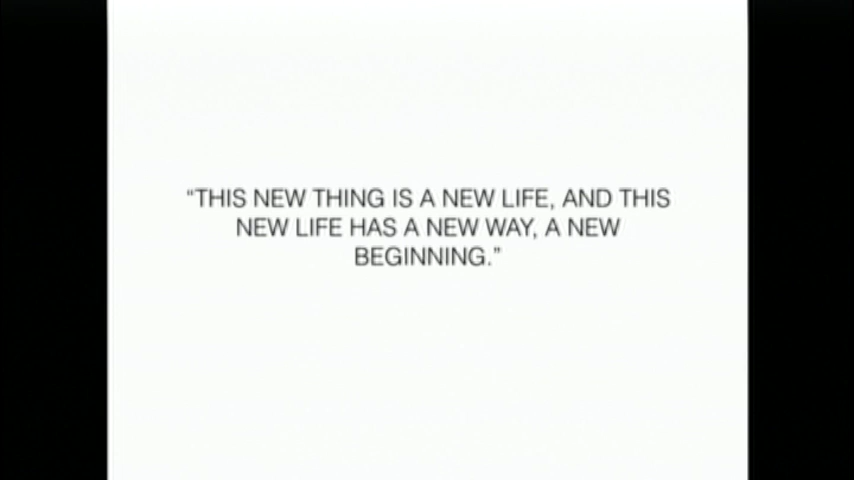 “THIS NEW THING IS A NEW LIFE, AND THIS
NEW LIFE HAS A NEW WAY, A NEW
BEGINNING.”